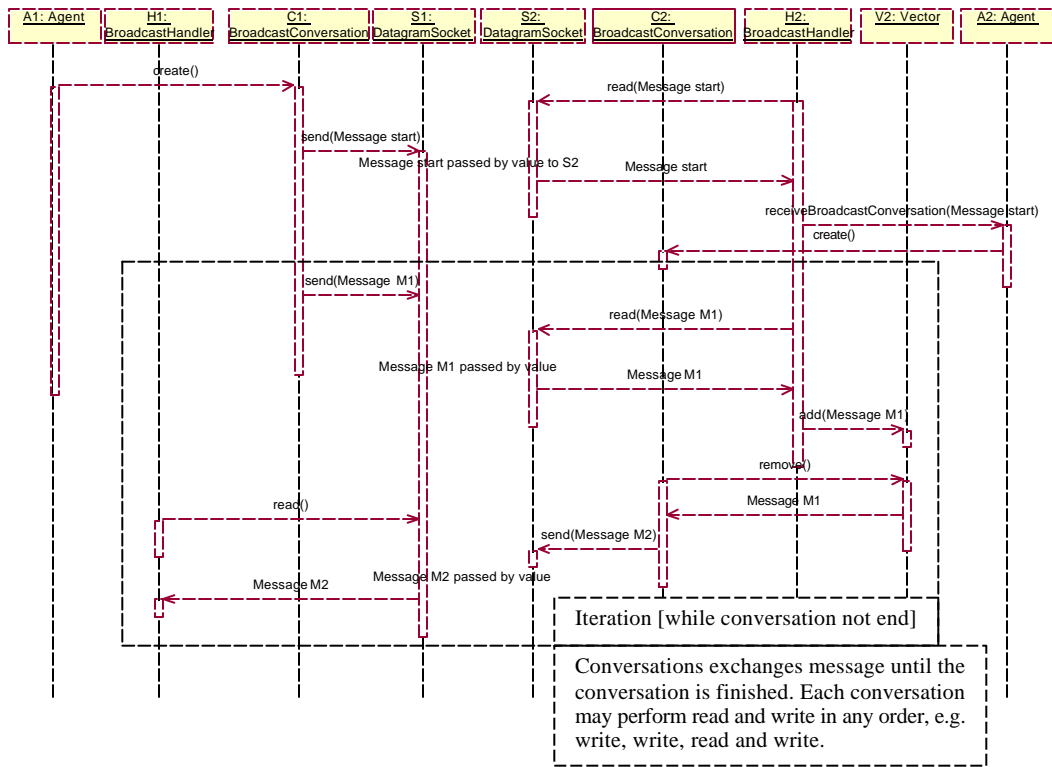 A1: Agent
H1:
BroadcastHandler
C1:
BroadcastConversation
S1:
DatagramSocket
S2:
DatagramSocket
C2:
BroadcastConversation
H2:
BroadcastHandler
V2: Vector
A2: Agent
create()
read(Message start)
send(Message start)
Message start passed by value to S2
Message start
receiveBroadcastConversation(Message start)
create()
send(Message M1)
read(Message M1)
Message M1 passed by value
Message M1
add(Message M1)
remove()
Message M1
read()
send(Message M2)
Message M2 passed by value
Message M2
Iteration [while conversation not end]
Conversations exchanges message until the
conversation is finished. Each conversation
may perform read and write in any order, e.g.
write, write, read and write.